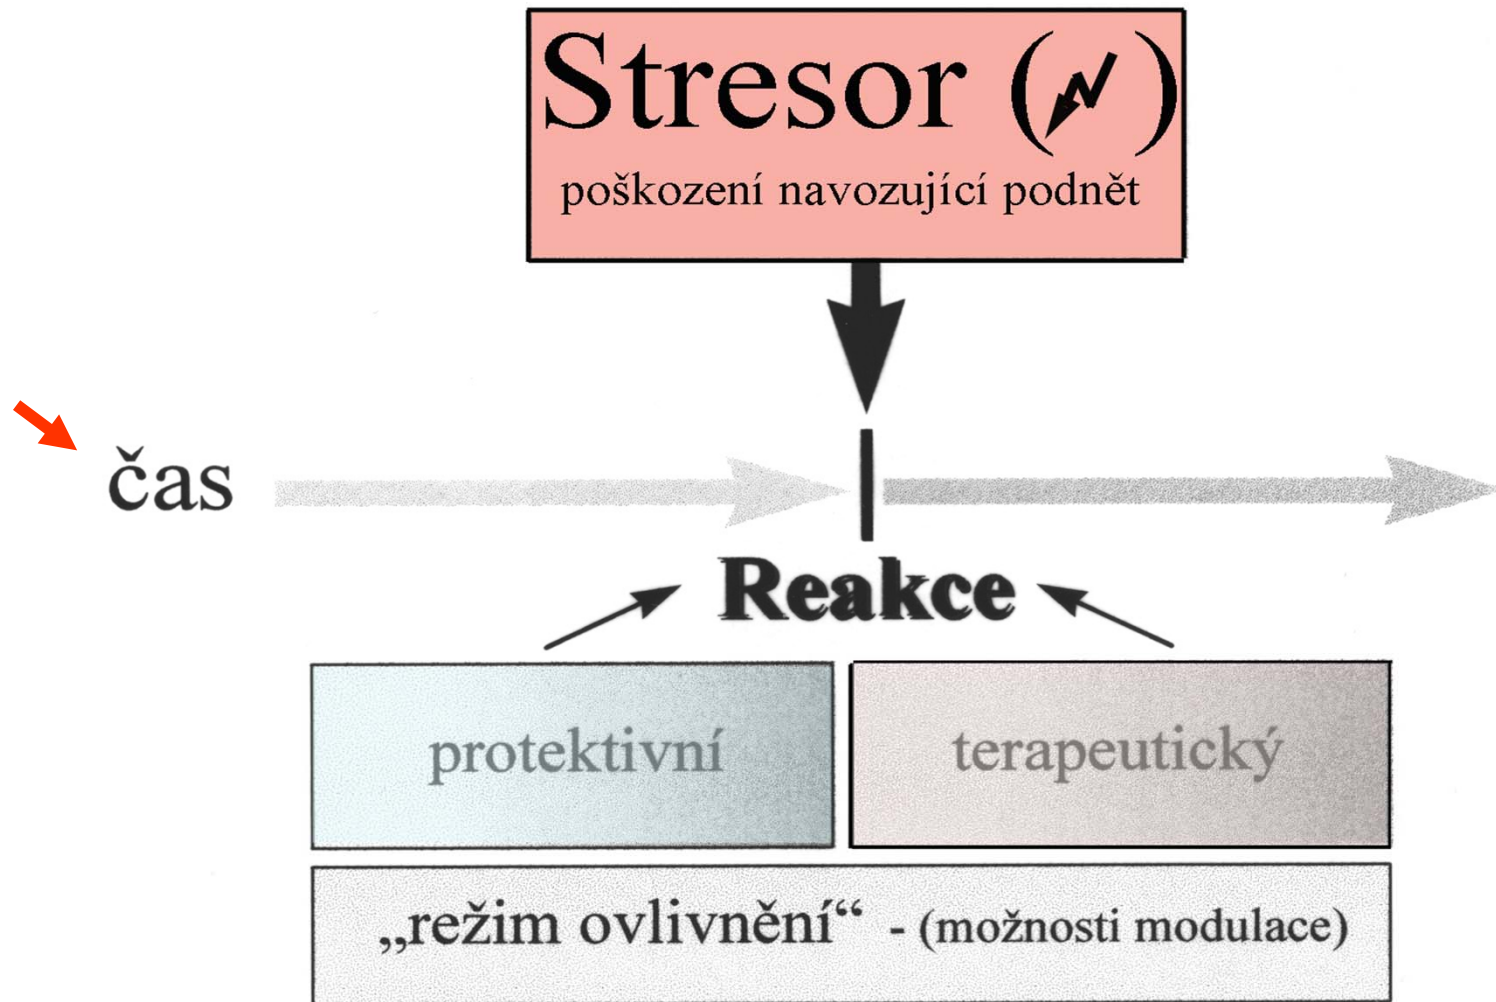 Stresor ( )
poškození navozující podnět
čas
Reakce
protektivní
terapeutický
„režim ovlivnění“ - (možnosti modulace)